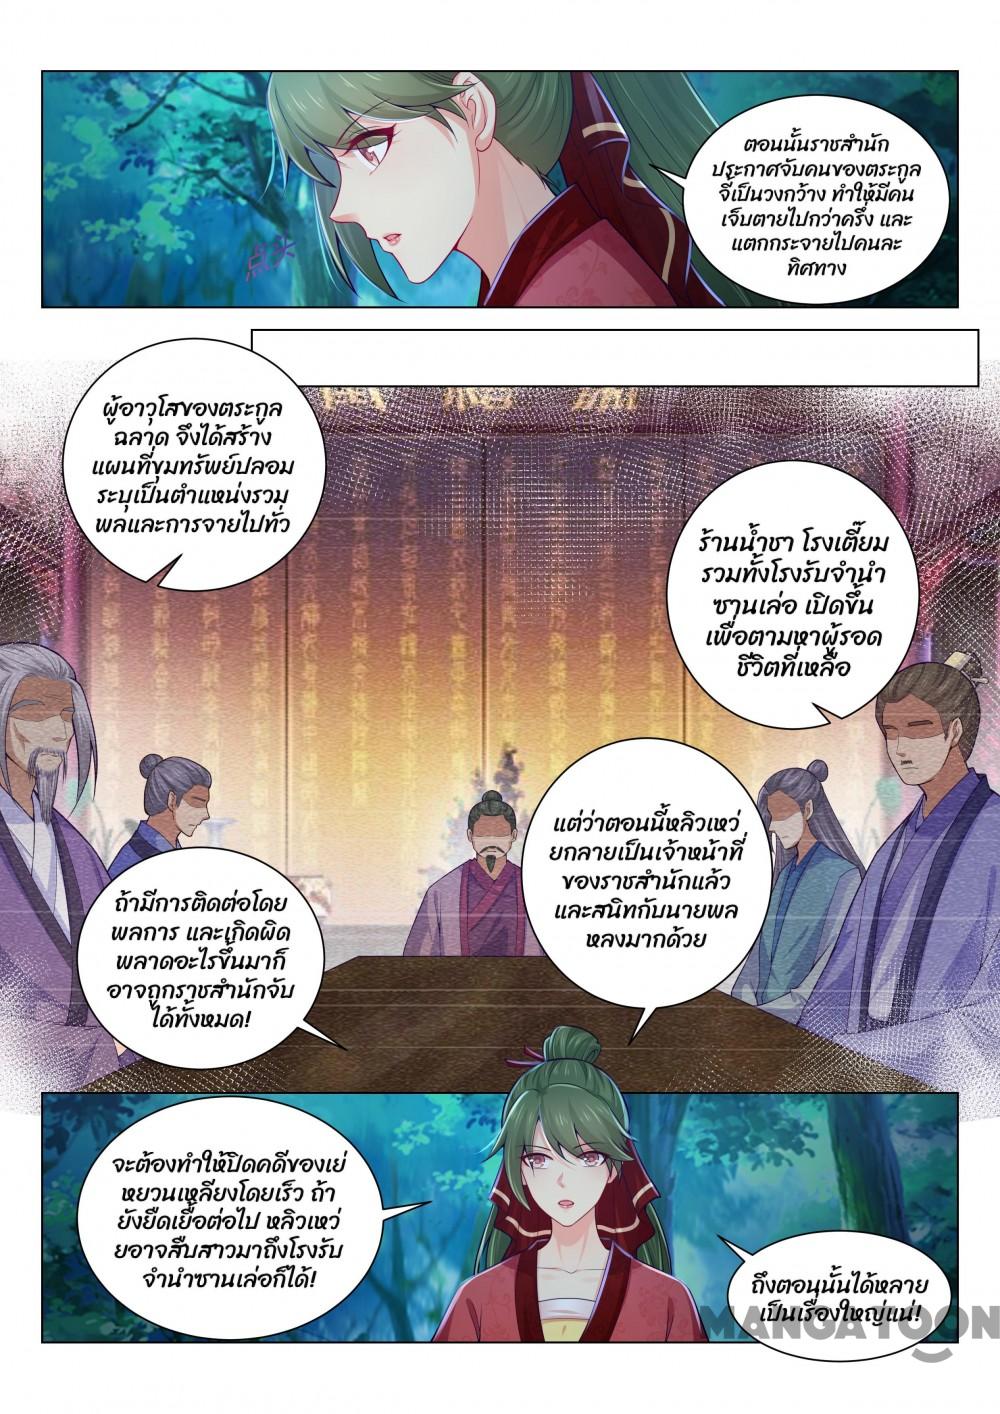 ตอนนั้นราชสำนัก
ประกาศจับคนของตระกูล
จี่เป็นวงกว้าง ทำให้มีคน
เจ็บตายไปกว่าครึ่ง และ
แตกกระจายไปคนละ
ทิศทาง
点头
ผู้อาวุโสของตระกูล
ฉลาด จึงได้สร้าง
แผนที่ขุมทรัพย์ปลอม
ระบุเป็นตำแหน่งรวม
พลและการจายไปทั่ว
ร้านน้ำชา โรงเตี๊ยม
รวมทั้งโรงรับจำนำ
ซานเล่อ เปิดขึ้น
เพื่อตามหาผู้รอด
ชีวิตที่เหลือ
แต่ว่าตอนนี้หลิวเหว่
ยกลายเป็นเจ้าหน้าที่
ของราชสำนักแล้ว
และสนิทกับนายพล
หลงมากด้วย
ถ้ามีการติดต่อโดย
พลการ และเกิดผิด
พลาดอะไรขึ้นมาก็
อาจถูกราชสำนักจับ
ได้ทั้งหมด!
จะต้องทำให้ปิดคดีของเย่
หยวนเหลียงโดยเร็ว ถ้า
ยังยืดเยื้อต่อไป หลิวเหว่
ยอาจสืบสาวมาถึงโรงรับ
จำนำซานเล่อก็ได้!
ถึงตอนนั้นได้หลาย
เป็นเรื่องใหญ่แน่!
MANGATOON